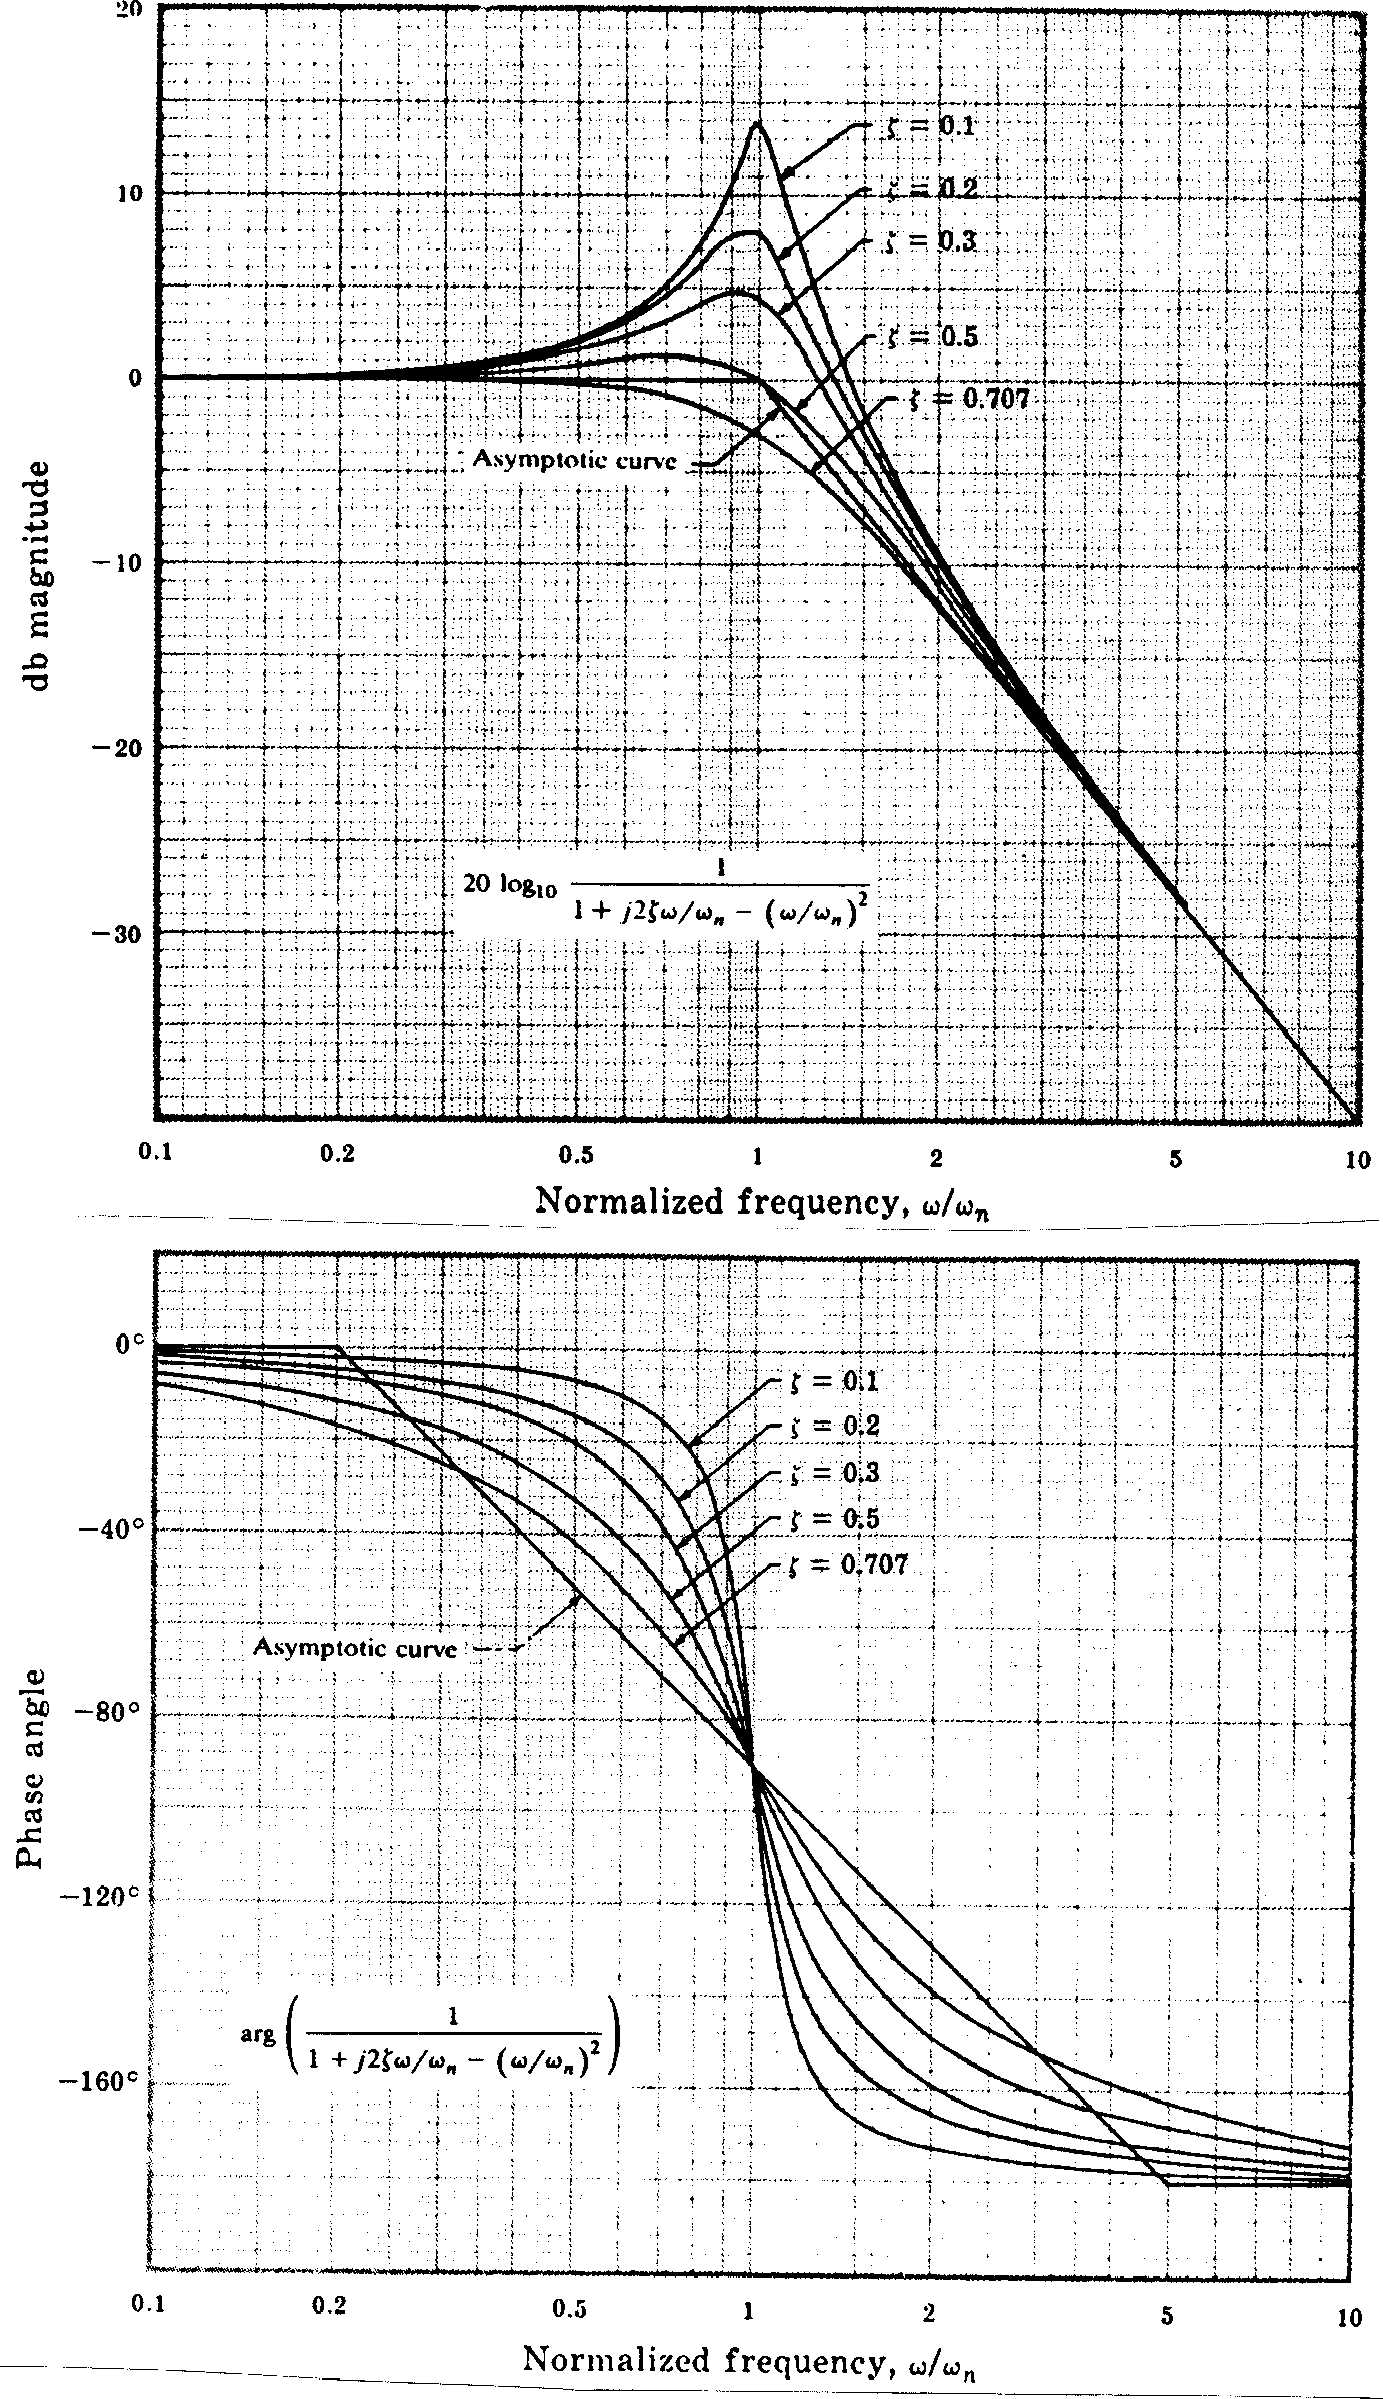 20
10
0
−10
−20
−30
db magnitude
ζ = 0.1
ζ = 0.2
ζ = 0.3
ζ = 0.5
ζ = 0.707
Asymptotic curve
20 log₁₀ 1 / 1 + j2ζω/ωₙ − (ω/ωₙ)²
0.1 0.2 0.5 1 2 5 10
Normalized frequency, ω/ωₙ
0°
−40°
−80°
−120°
−160°
Phase angle
ζ = 0.1
ζ = 0.2
ζ = 0.3
ζ = 0.5
ζ = 0.707
Asymptotic curve
arg ( 1 / 1 + j2ζω/ωₙ − (ω/ωₙ)² )
0.1 0.2 0.5 1 2 5 10
Normalized frequency, ω/ωₙ